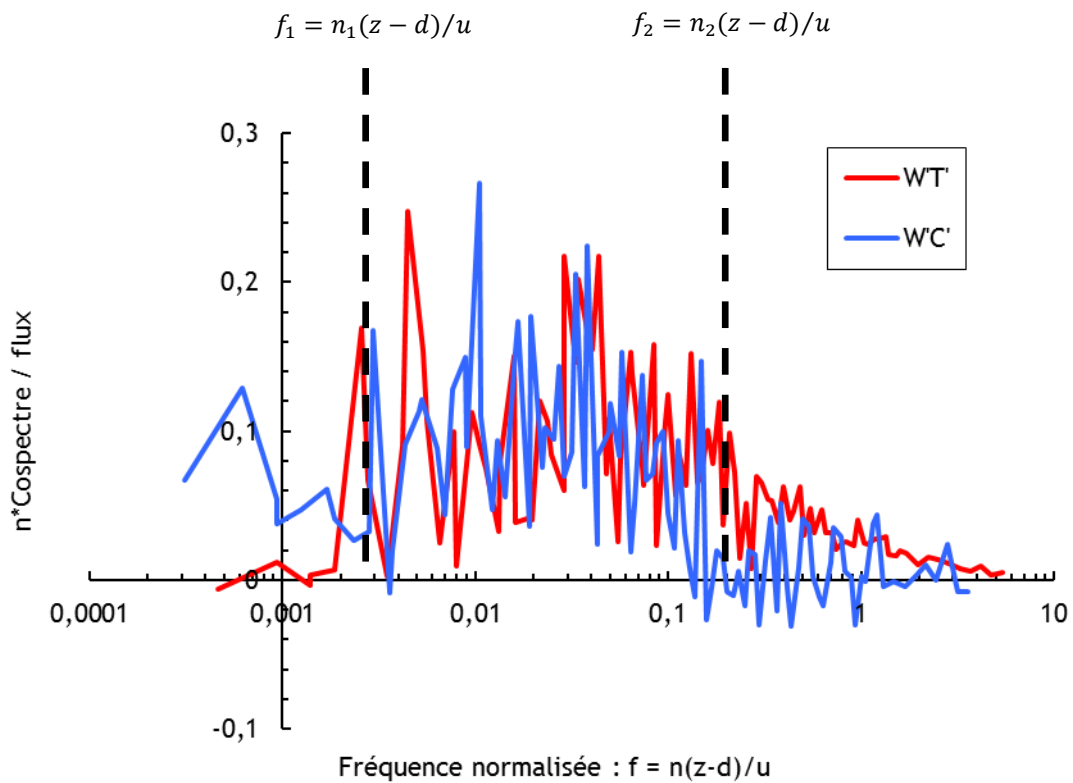 f₁ = n₁(z − d)/u
f₂ = n₂(z − d)/u
0,3
0,2
0,1
0
-0,1
0,0001
0,001
0,01
0,1
1
10
n*Cospectre / flux
W'T'
W'C'
Fréquence normalisée : f = n(z-d)/u